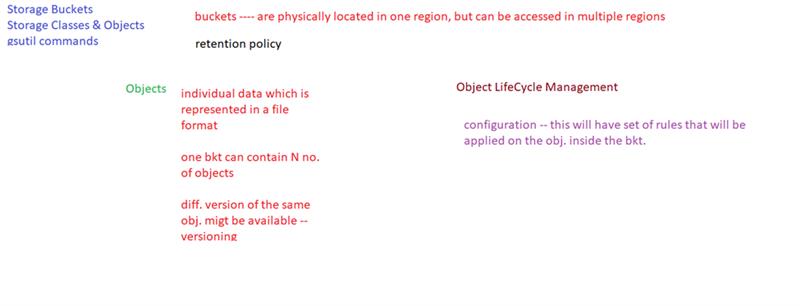 Storage Buckets
Storage Classes & Objects
gsutil commands
buckets ---- are physically located in one region, but can be accessed in multiple regions
retention policy
Objects
individual data which is
represented in a file
format
one bkt can contain N no.
of objects
diff. version of the same
obj. migt be available --
versioning
Object LifeCycle Management
configuration -- this will have set of rules that will be
applied on the obj. inside the bkt.